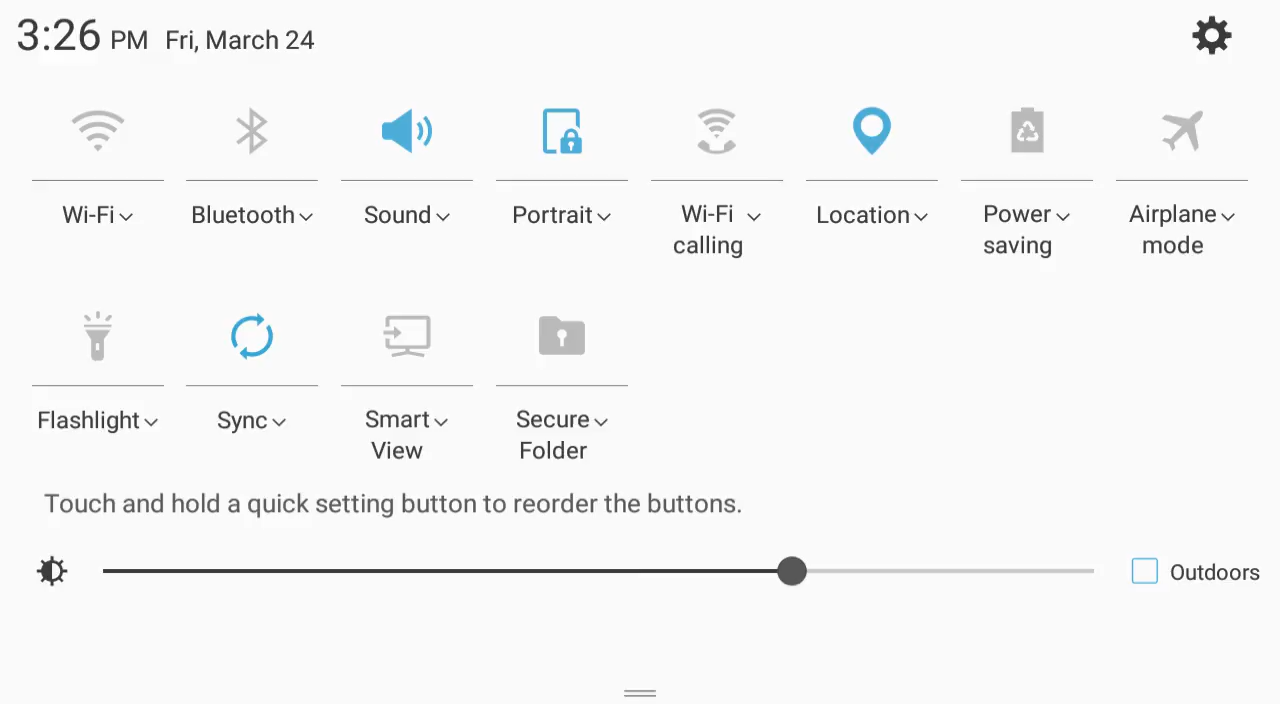 3:26 PM Fri, March 24
Wi-Fi
Bluetooth
Sound
Portrait
Wi-Fi
calling
Location
Power
saving
Airplane
mode
Flashlight
Sync
Smart
View
Secure
Folder
Touch and hold a quick setting button to reorder the buttons.
Outdoors